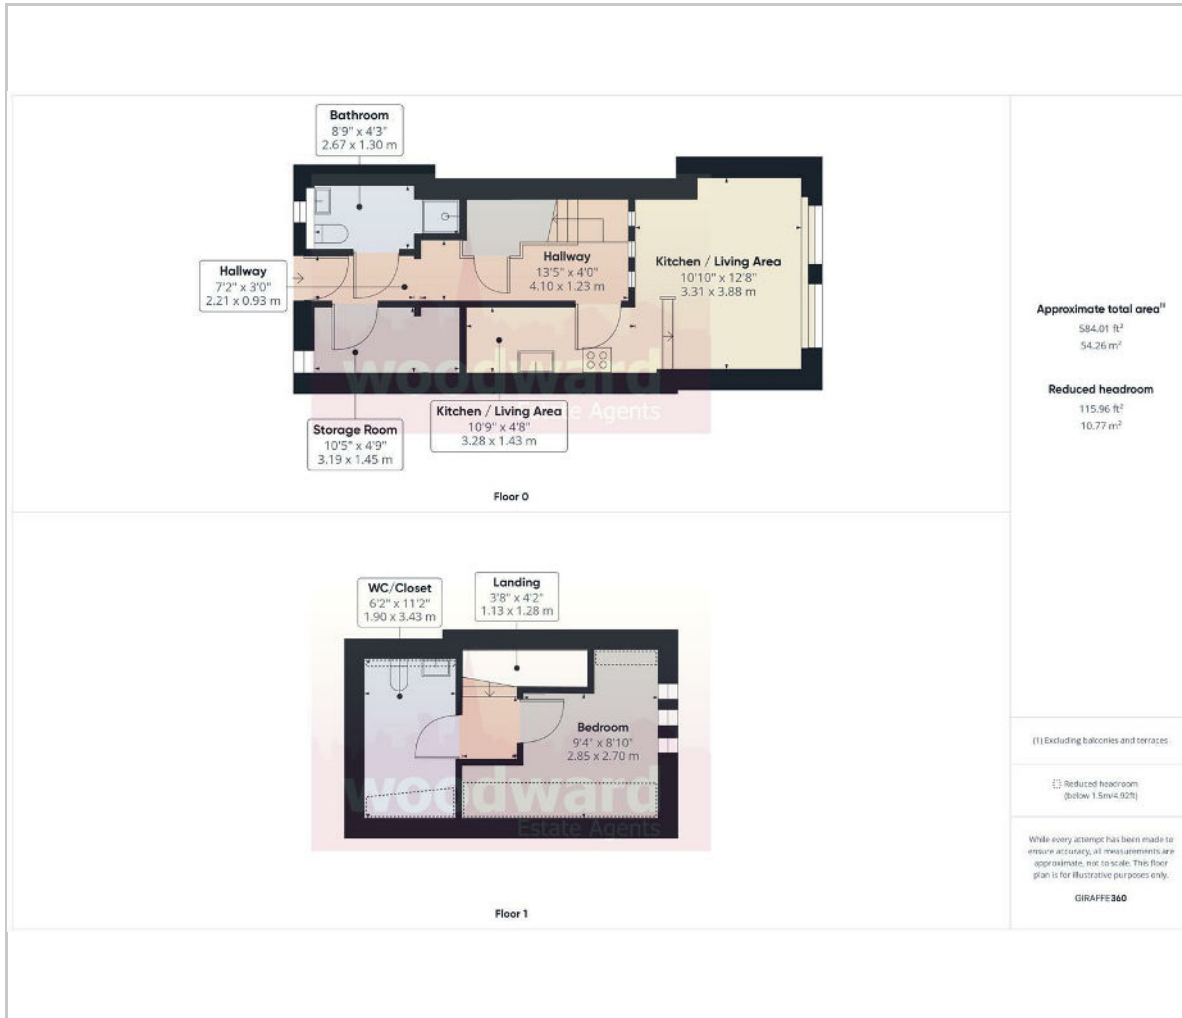 Bathroom
8'9" x 4'3"
2.67 x 1.30 m
Hallway
7'2" x 3'0"
2.21 x 0.93 m
Hallway
13'5" x 4'0"
4.10 x 1.23 m
Kitchen / Living Area
10'10" x 12'8"
3.31 x 3.88 m
woodward
Estate Agents
Storage Room
10'5" x 4'9"
3.19 x 1.45 m
Kitchen / Living Area
10'9" x 4'8"
3.28 x 1.43 m
Floor 0
WC/Closet
6'2" x 11'2"
1.90 x 3.43 m
Landing
3'8" x 4'2"
1.13 x 1.28 m
Bedroom
9'4" x 8'10"
2.85 x 2.70 m
woodward
Estate Agents
Floor 1
Approximate total area(1)
584.01 ft²
54.26 m²
Reduced headroom
115.96 ft²
10.77 m²
(1) Excluding balconies and terraces
Reduced headroom
(below 1.5m/4.92ft)
While every attempt has been made to
ensure accuracy, all measurements are
approximate, not to scale. This floor
plan is for illustrative purposes only.
GIRAFFE360